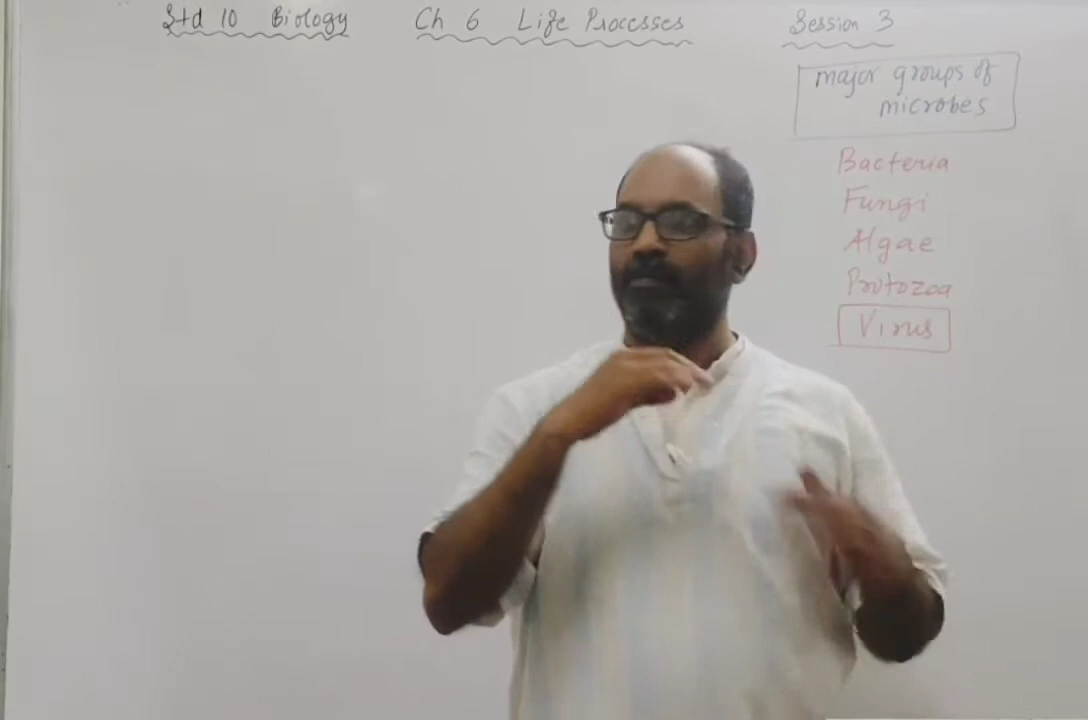 Std 10 Biology Ch 6 Life Processes Session 3
major groups of
microbes
Bacteria
Fungi
Algae
Protozoa
Virus